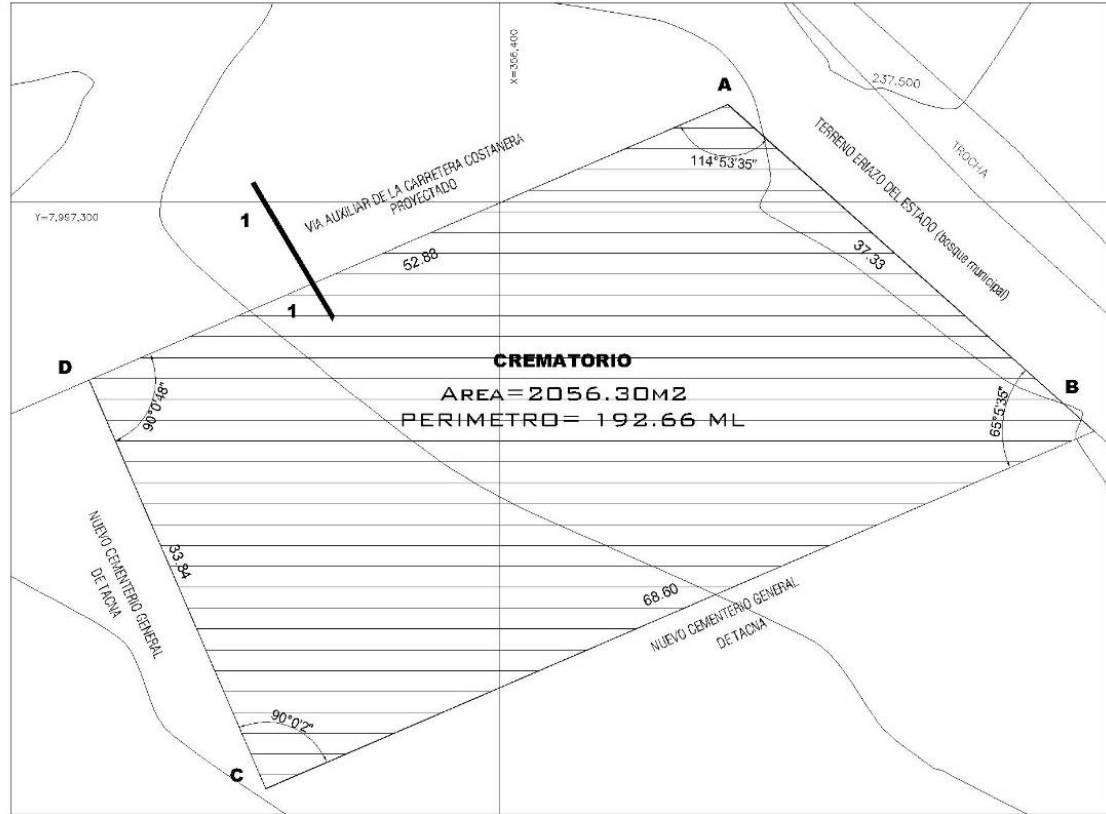 X=366,400
A
237,500
TERRENO ERIAZO DEL ESTADO (bosque municipal)
TROCHA
114°53'35"
VIA AUXILIAR DE LA CARRETERA COSTANERA
PROYECTADO
Y=7,997,300
1
1
52.88
37.33
D
90°0'48"
CREMATORIO
AREA=2056.30M2
PERIMETRO= 192.66 ML
B
65°5'35"
NUEVO CEMENTERIO GENERAL
DE TACNA
33.84
68.60
NUEVO CEMENTERIO GENERAL
DE TACNA
90°0'2"
C